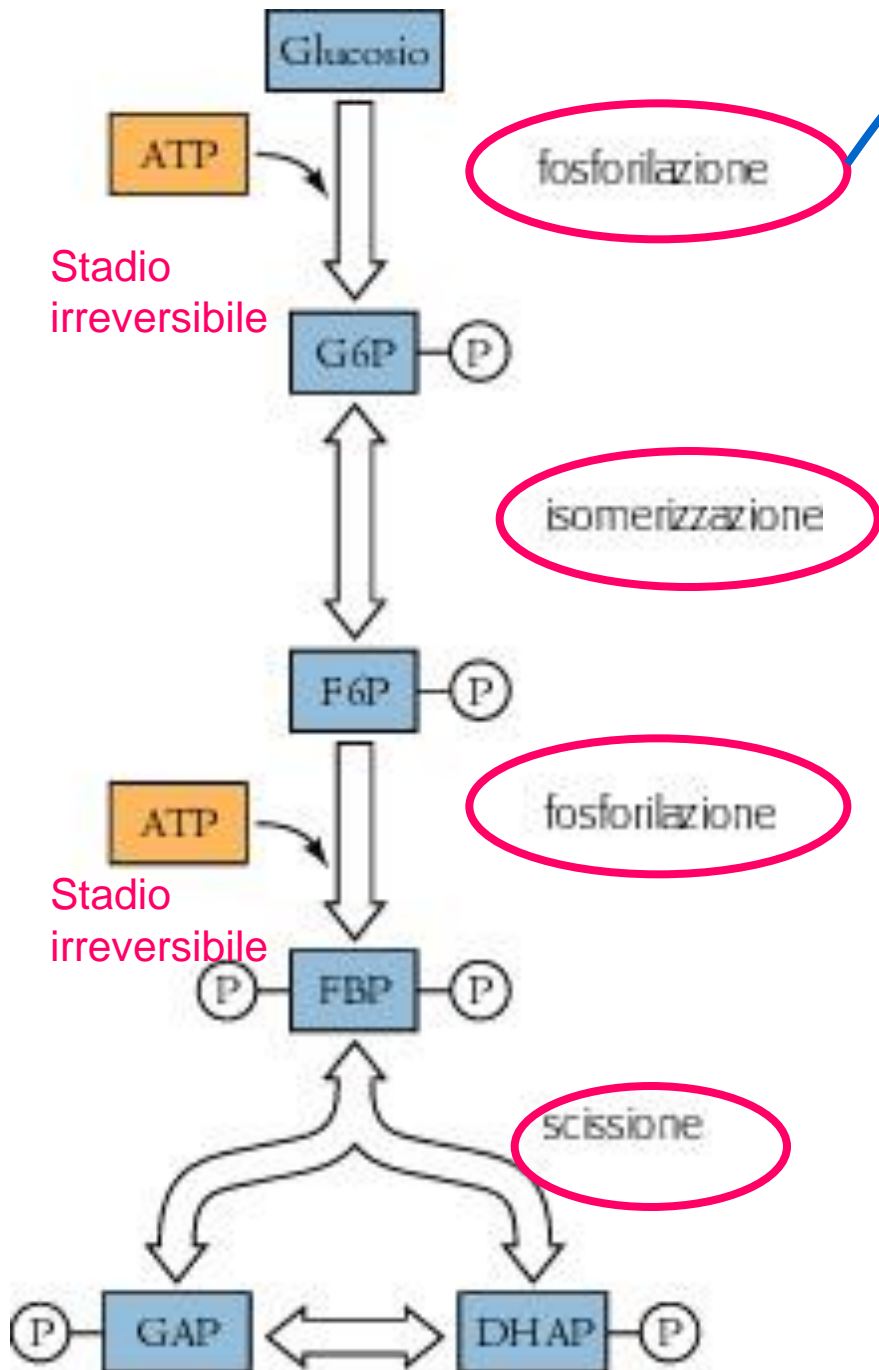 Glucosio
ATP
fosforilazione
Stadio
irreversibile
G6P
P
isomerizzazione
F6P
P
ATP
fosforilazione
Stadio
irreversibile
P
FBP
P
scissione
P
GAP
DHAP
P